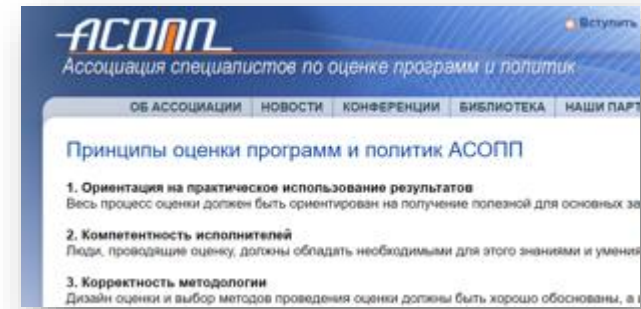 Вступить
АСОПП
Ассоциация специалистов по оценке программ и политик
ОБ АССОЦИАЦИИ НОВОСТИ КОНФЕРЕНЦИИ БИБЛИОТЕКА НАШИ ПАРТ
Принципы оценки программ и политик АСОПП
1. Ориентация на практическое использование результатов
Весь процесс оценки должен быть ориентирован на получение полезной для основных за
2. Компетентность исполнителей
Люди, проводящие оценку, должны обладать необходимыми для этого знаниями и умения
3. Корректность методологии
Дизайн оценки и выбор методов проведения оценки должны быть хорошо обоснованы, а